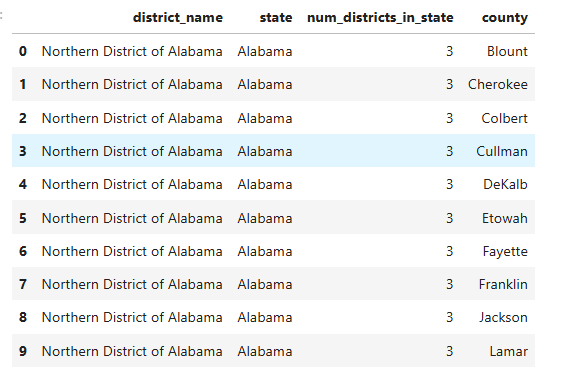 district_name state num_districts_in_state county
0 Northern District of Alabama Alabama 3 Blount
1 Northern District of Alabama Alabama 3 Cherokee
2 Northern District of Alabama Alabama 3 Colbert
3 Northern District of Alabama Alabama 3 Cullman
4 Northern District of Alabama Alabama 3 DeKalb
5 Northern District of Alabama Alabama 3 Etowah
6 Northern District of Alabama Alabama 3 Fayette
7 Northern District of Alabama Alabama 3 Franklin
8 Northern District of Alabama Alabama 3 Jackson
9 Northern District of Alabama Alabama 3 Lamar